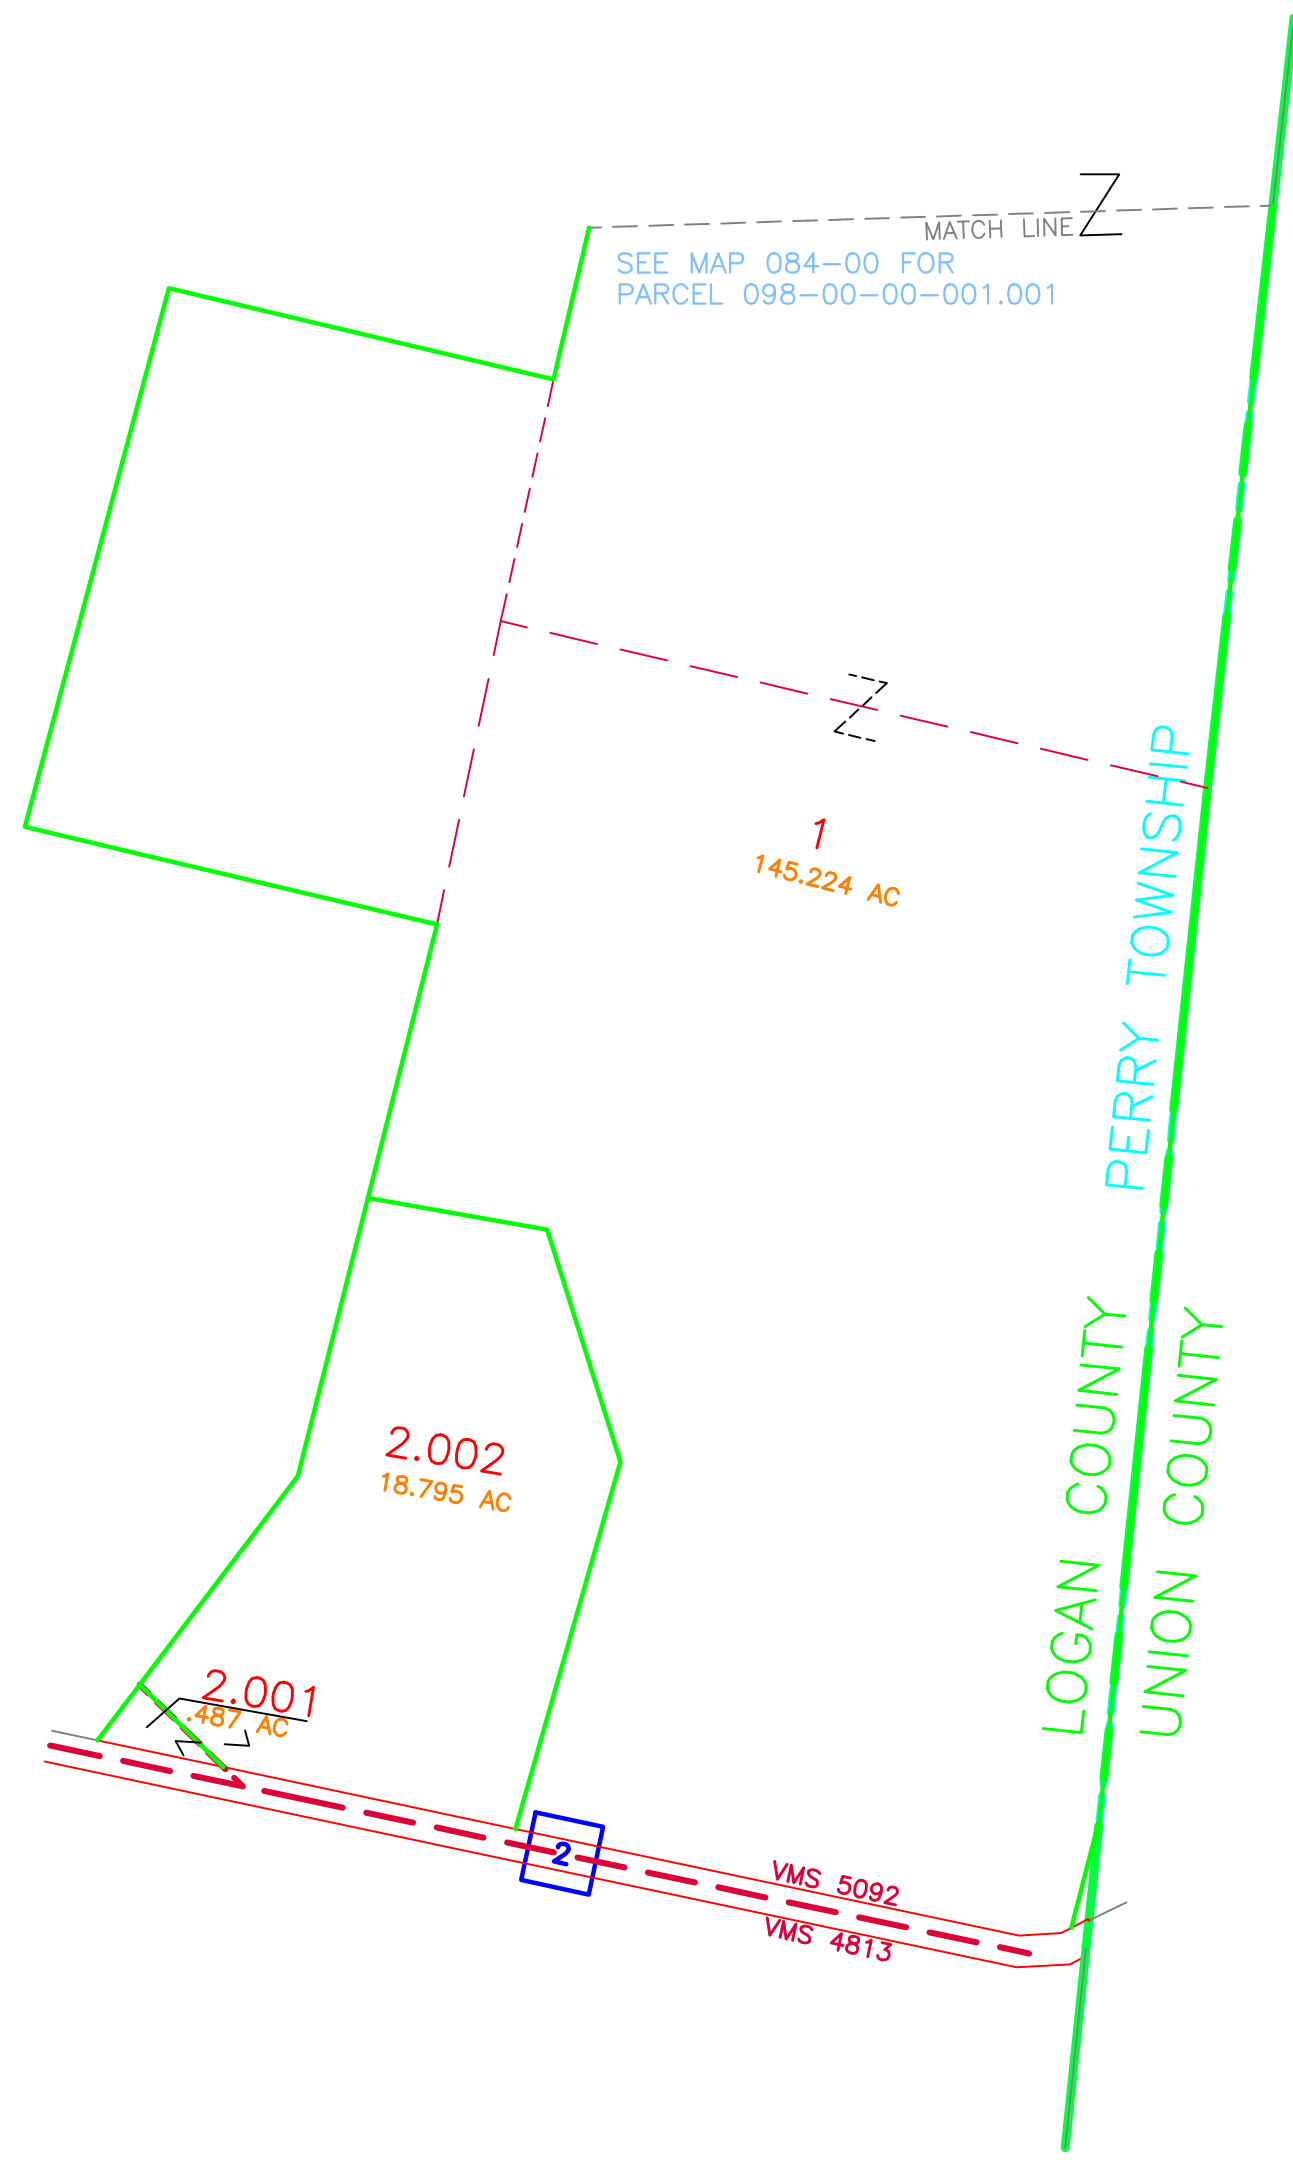 MATCH LINE
SEE MAP 084-00 FOR
PARCEL 098-00-00-001.001
1
145.224 AC
PERRY TOWNSHIP
LOGAN COUNTY
UNION COUNTY
2.002
18.795 AC
2.001
.487 AC
2
VMS 5092
VMS 4813